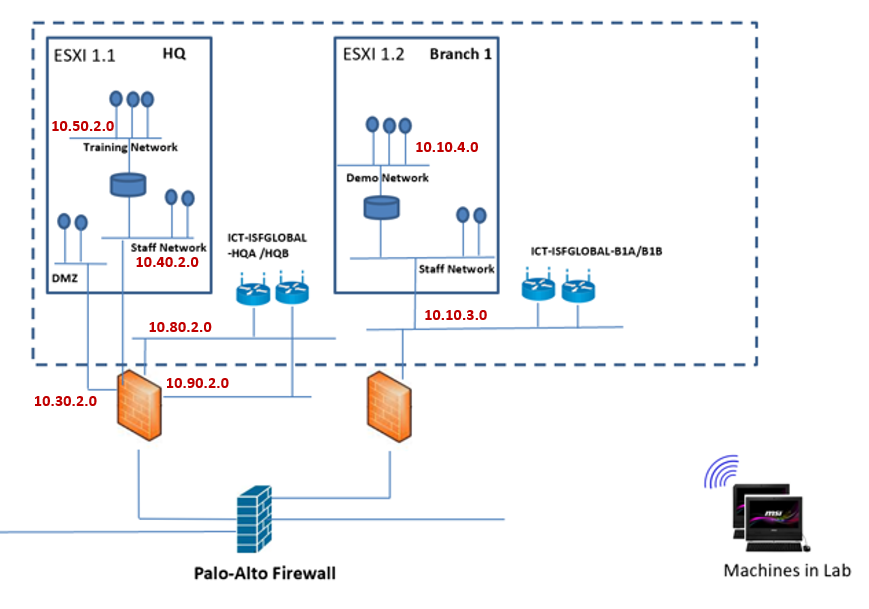 ESXI 1.1
HQ
ESXI 1.2
Branch 1
10.50.2.0
Training Network
10.10.4.0
Demo Network
Staff Network
10.40.2.0
DMZ
ICT-ISFGLOBAL
-HQA /HQB
Staff Network
ICT-ISFGLOBAL-B1A/B1B
10.80.2.0
10.10.3.0
10.90.2.0
10.30.2.0
msi
Palo-Alto Firewall
Machines in Lab